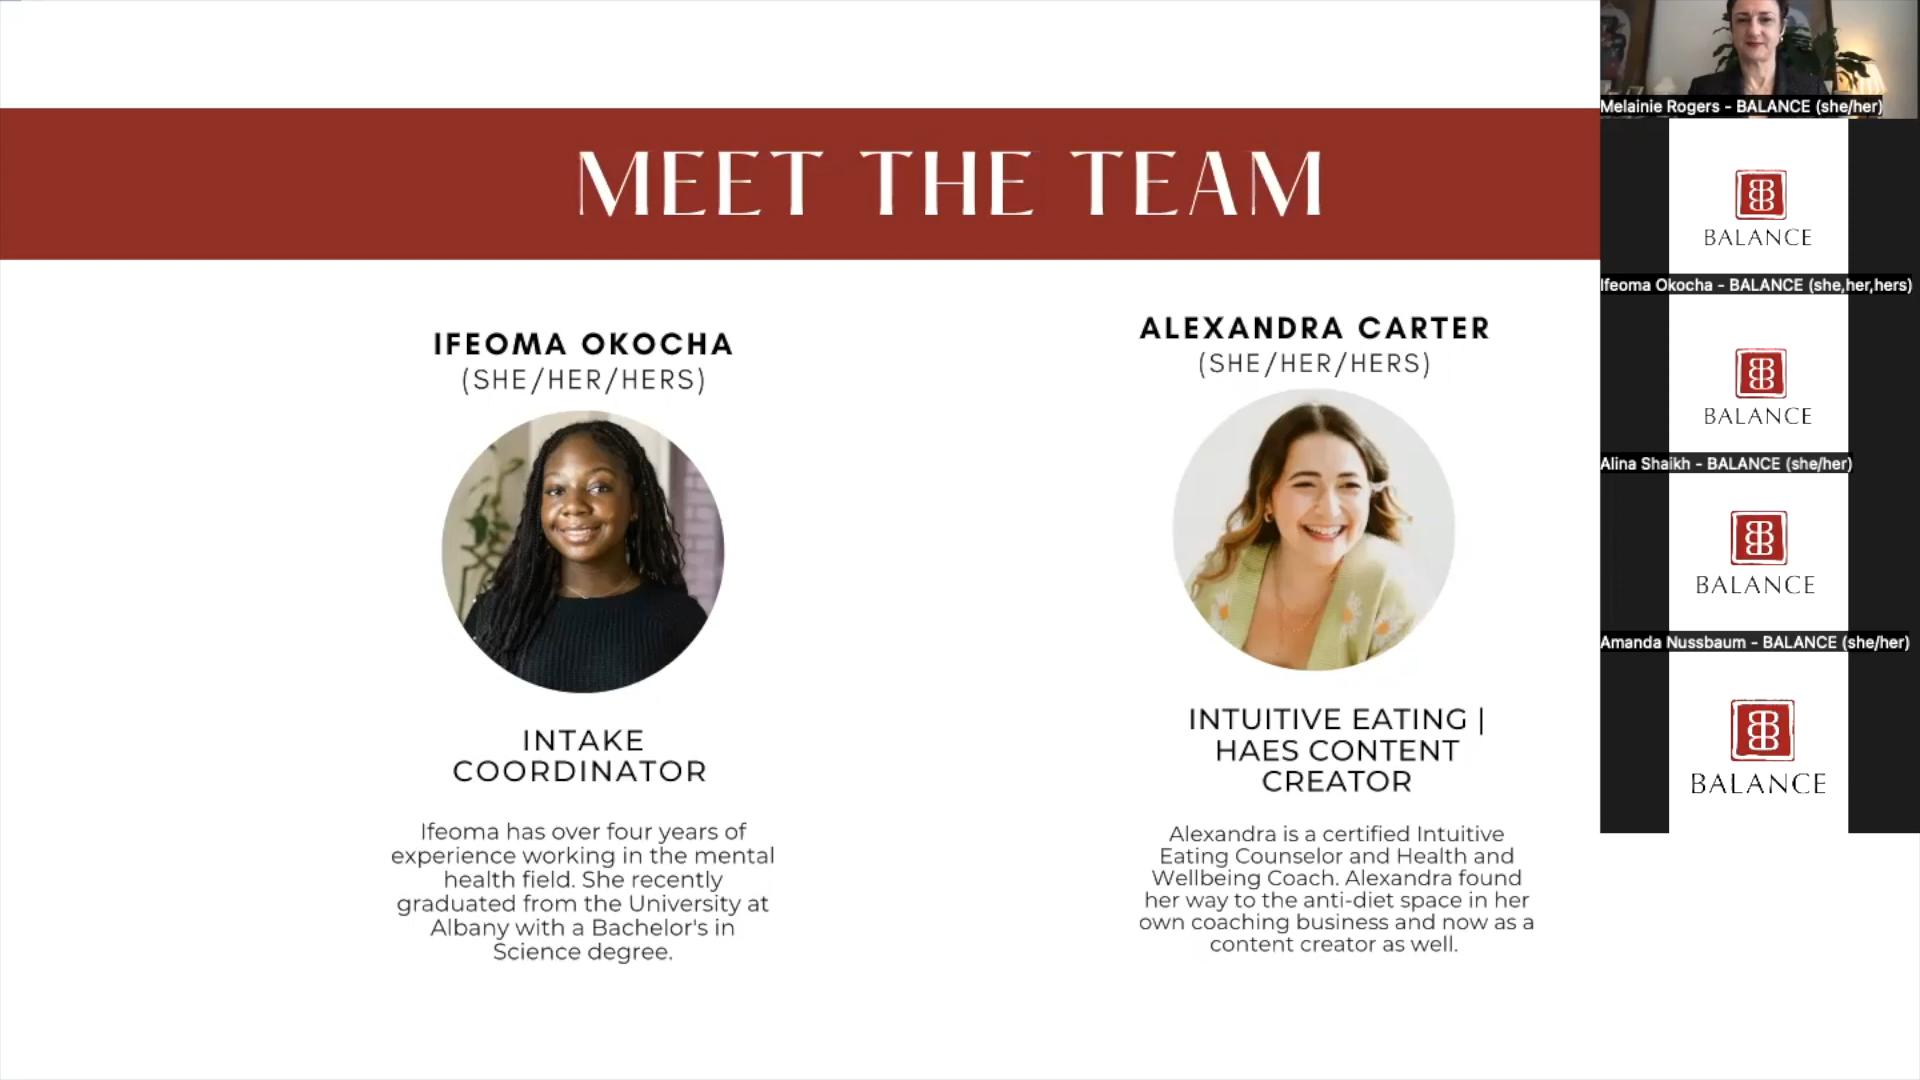 MEET THE TEAM
IFEOMA OKOCHA
(SHE/HER/HERS)
INTAKE
COORDINATOR
Ifeoma has over four years of
experience working in the mental
health field. She recently
graduated from the University at
Albany with a Bachelor's in
Science degree.
ALEXANDRA CARTER
(SHE/HER/HERS)
INTUITIVE EATING |
HAES CONTENT
CREATOR
Alexandra is a certified Intuitive
Eating Counselor and Health and
Wellbeing Coach. Alexandra found
her way to the anti-diet space in her
own coaching business and now as a
content creator as well.
Melainie Rogers - BALANCE (she/her)
BALANCE
Ifeoma Okocha - BALANCE (she,her,hers)
BALANCE
Alina Shaikh - BALANCE (she/her)
BALANCE
Amanda Nussbaum - BALANCE (she/her)
BALANCE